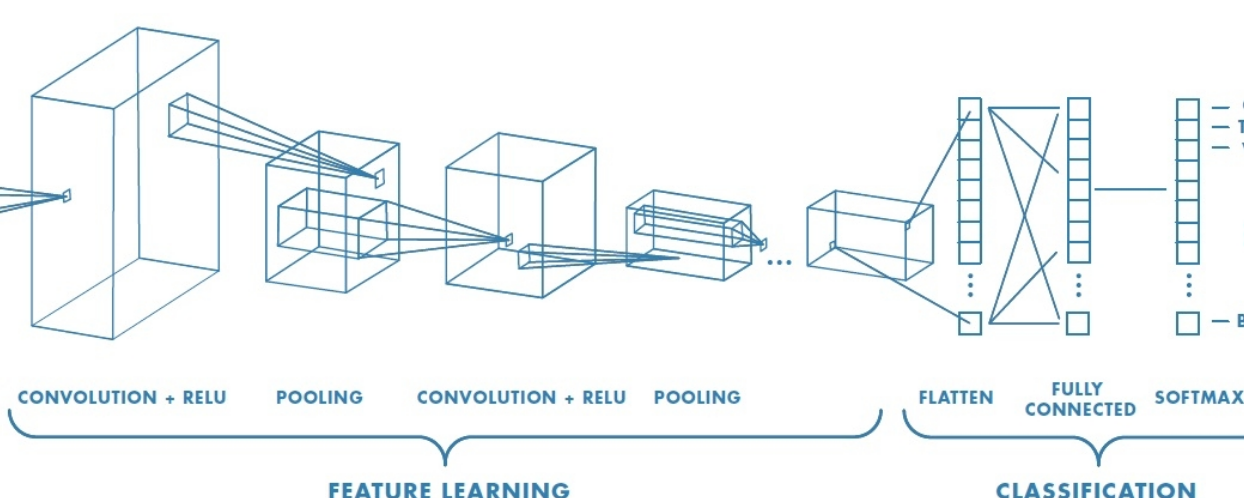 CONVOLUTION + RELU
POOLING
CONVOLUTION + RELU
POOLING
FLATTEN
FULLY
CONNECTED
SOFTMAX
FEATURE LEARNING
CLASSIFICATION